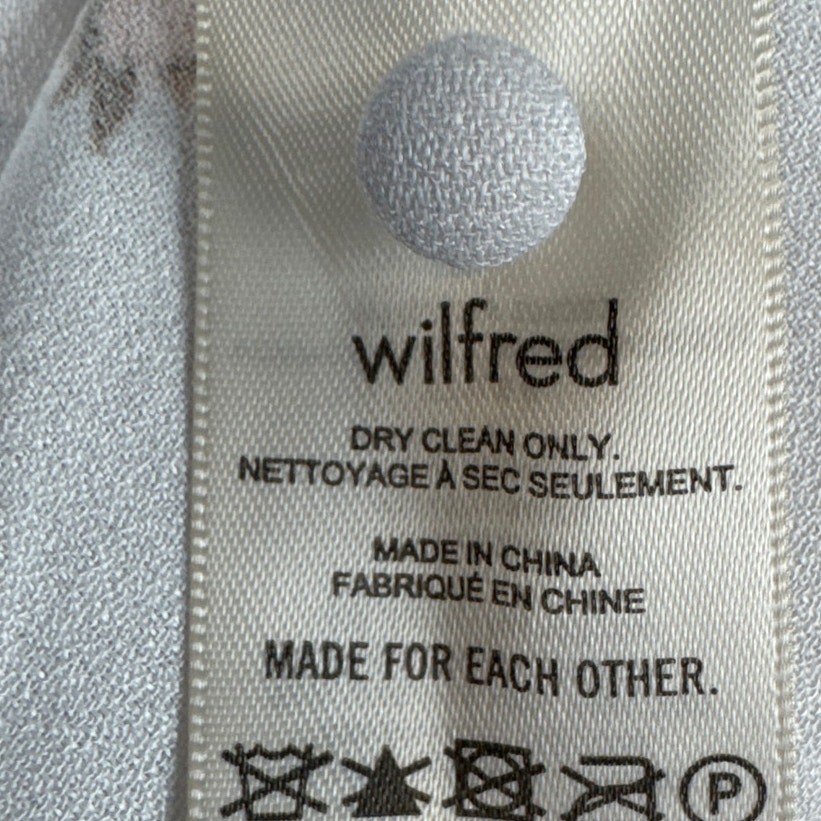 wilfred
DRY CLEAN ONLY.
NETTOYAGE À SEC SEULEMENT.
MADE IN CHINA
FABRIQUÉ EN CHINE
MADE FOR EACH OTHER.
P